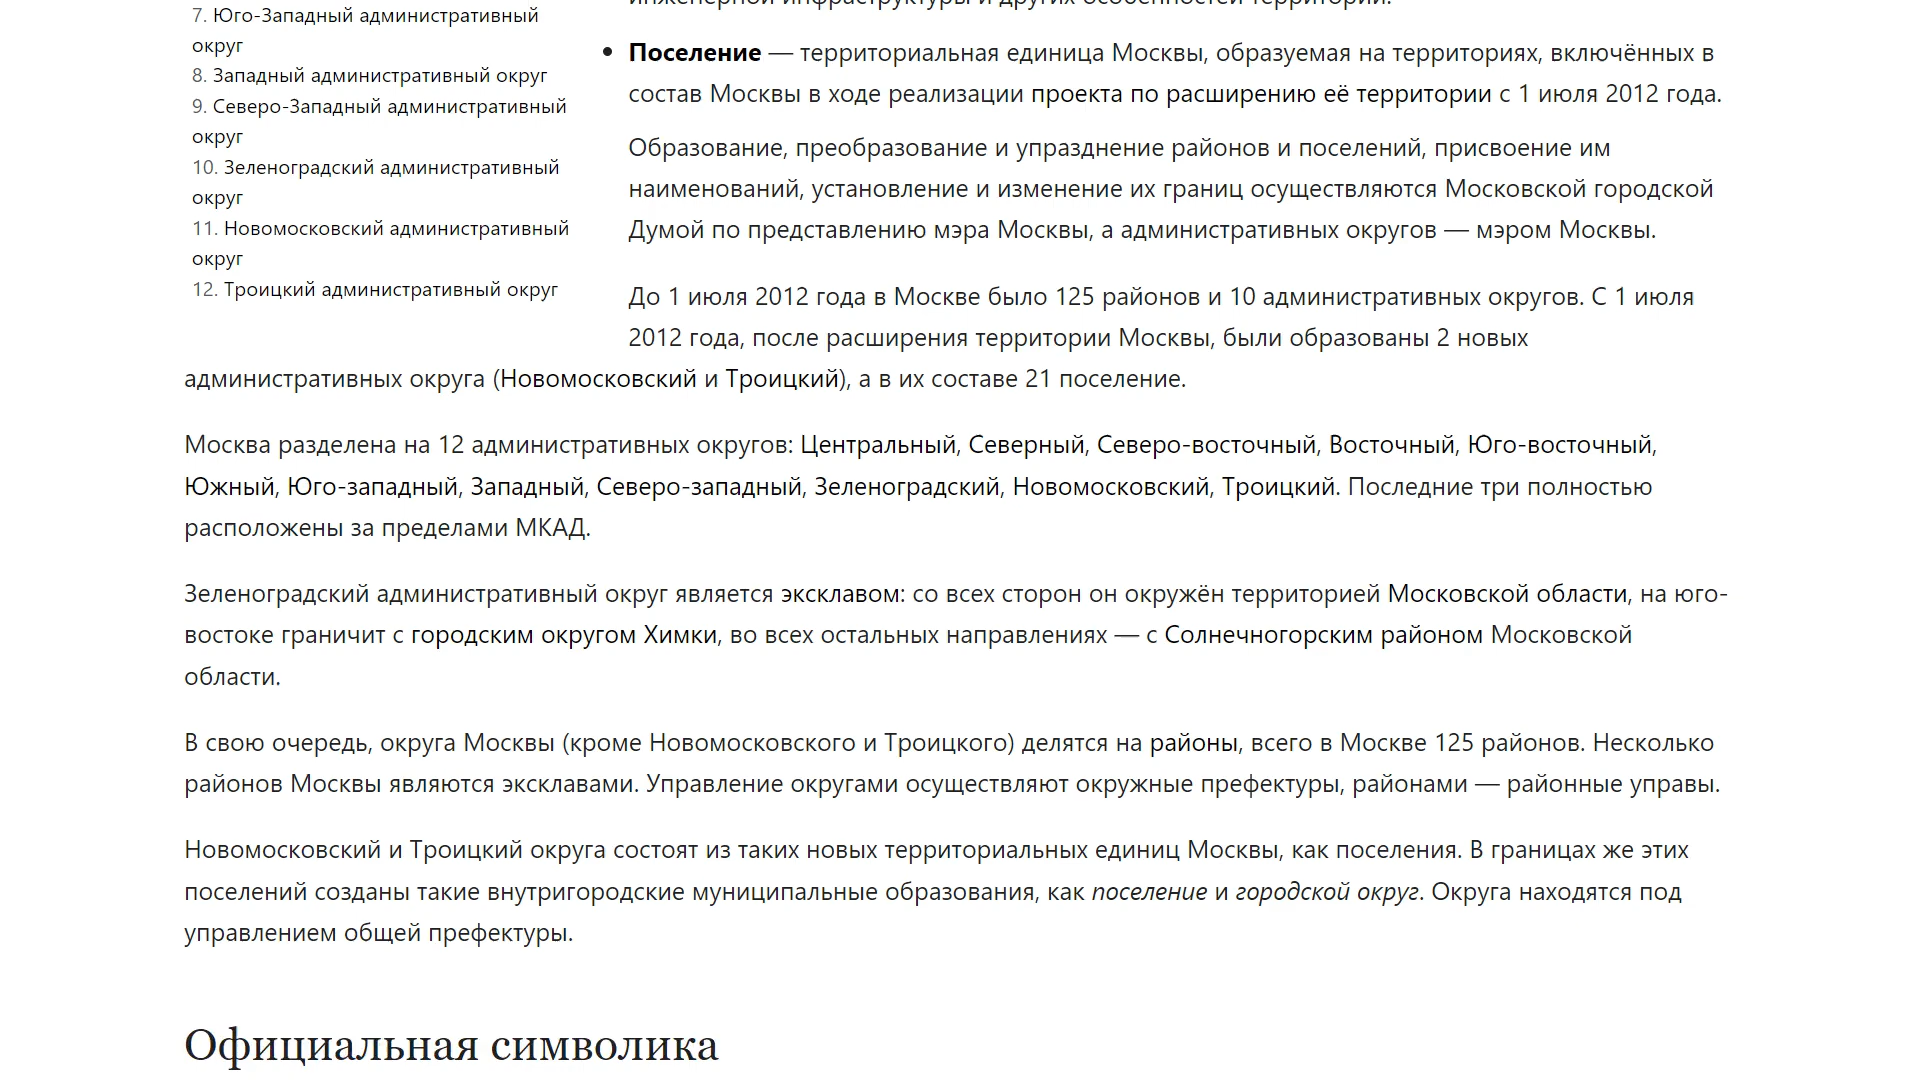 7. Юго-Западный административный
округ
8. Западный административный округ
9. Северо-Западный административный
округ
10. Зеленоградский административный
округ
11. Новомосковский административный
округ
12. Троицкий административный округ
инженерной инфраструктуры и других особенностей территории.
• Поселение — территориальная единица Москвы, образуемая на территориях, включённых в
состав Москвы в ходе реализации проекта по расширению её территории с 1 июля 2012 года.
Образование, преобразование и упразднение районов и поселений, присвоение им
наименований, установление и изменение их границ осуществляются Московской городской
Думой по представлению мэра Москвы, а административных округов — мэром Москвы.
До 1 июля 2012 года в Москве было 125 районов и 10 административных округов. С 1 июля
2012 года, после расширения территории Москвы, были образованы 2 новых
административных округа (Новомосковский и Троицкий), а в их составе 21 поселение.
Москва разделена на 12 административных округов: Центральный, Северный, Северо-восточный, Восточный, Юго-восточный,
Южный, Юго-западный, Западный, Северо-западный, Зеленоградский, Новомосковский, Троицкий. Последние три полностью
расположены за пределами МКАД.
Зеленоградский административный округ является эксклавом: со всех сторон он окружён территорией Московской области, на юго-
востоке граничит с городским округом Химки, во всех остальных направлениях — с Солнечногорским районом Московской
области.
В свою очередь, округа Москвы (кроме Новомосковского и Троицкого) делятся на районы, всего в Москве 125 районов. Несколько
районов Москвы являются эксклавами. Управление округами осуществляют окружные префектуры, районами — районные управы.
Новомосковский и Троицкий округа состоят из таких новых территориальных единиц Москвы, как поселения. В границах же этих
поселений созданы такие внутригородские муниципальные образования, как поселение и городской округ. Округа находятся под
управлением общей префектуры.
Официальная символика